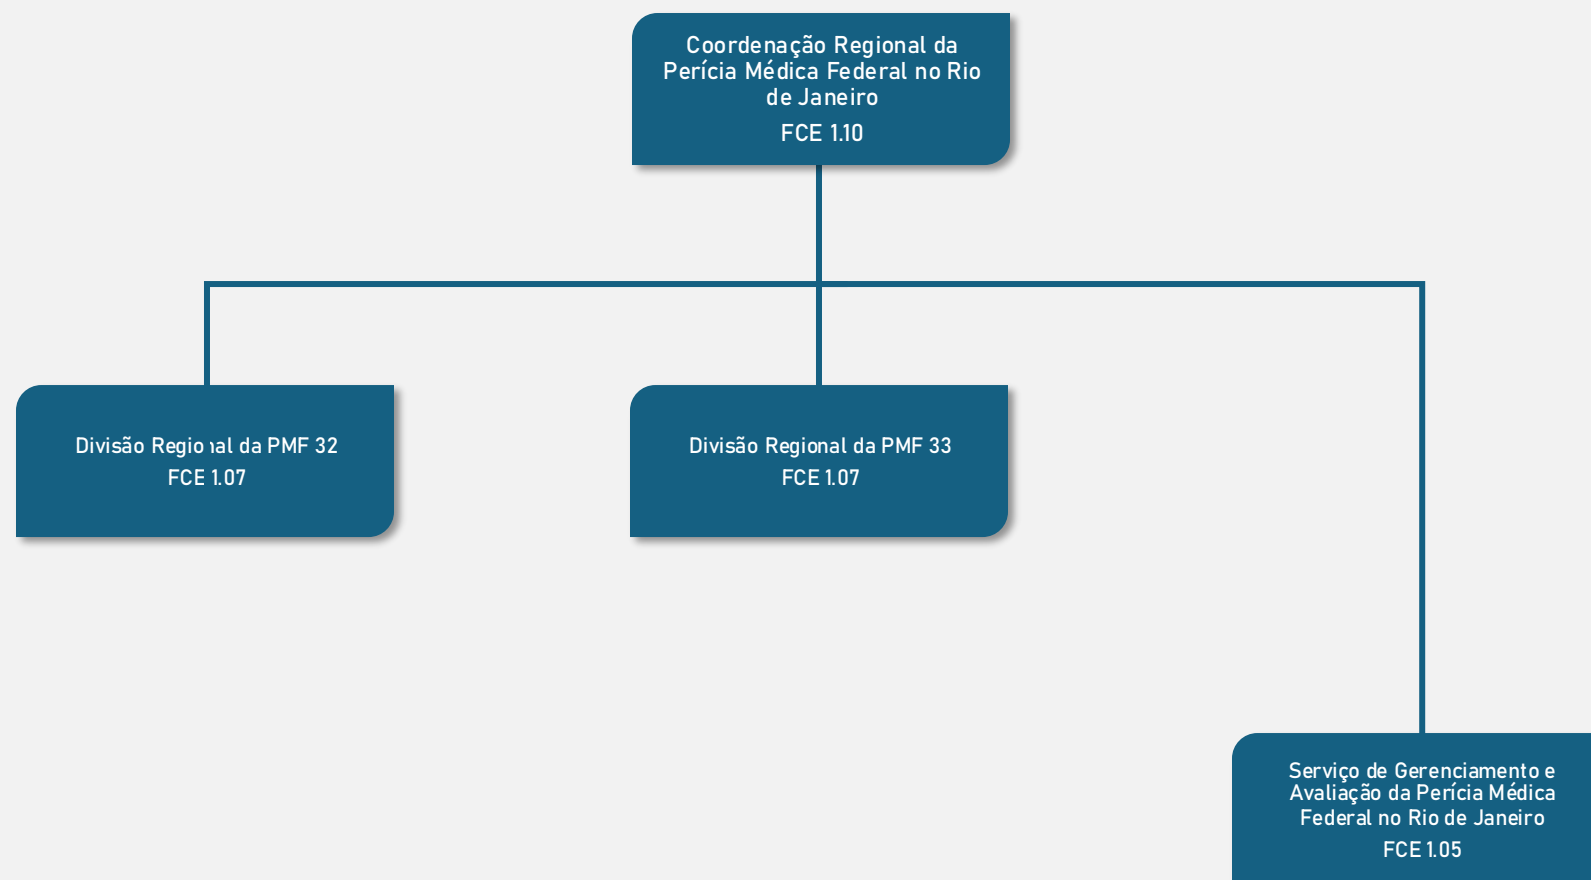 Coordenação Regional da
Perícia Médica Federal no Rio
de Janeiro
FCE 1.10
Divisão Regional da PMF 32
FCE 1.07
Divisão Regional da PMF 33
FCE 1.07
Serviço de Gerenciamento e
Avaliação da Perícia Médica
Federal no Rio de Janeiro
FCE 1.05